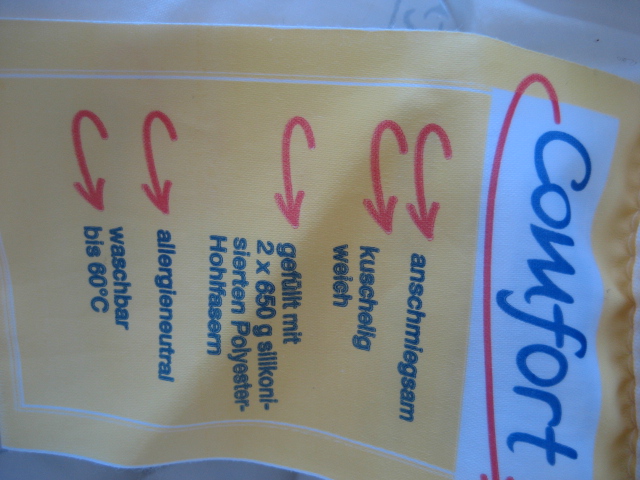 Comfort
anschmiegsam
kuschelig
weich
gefüllt mit
2 x 650 g silikoni-
sierten Polyester-
Hohlfasern
allergieneutral
waschbar
bis 60°C